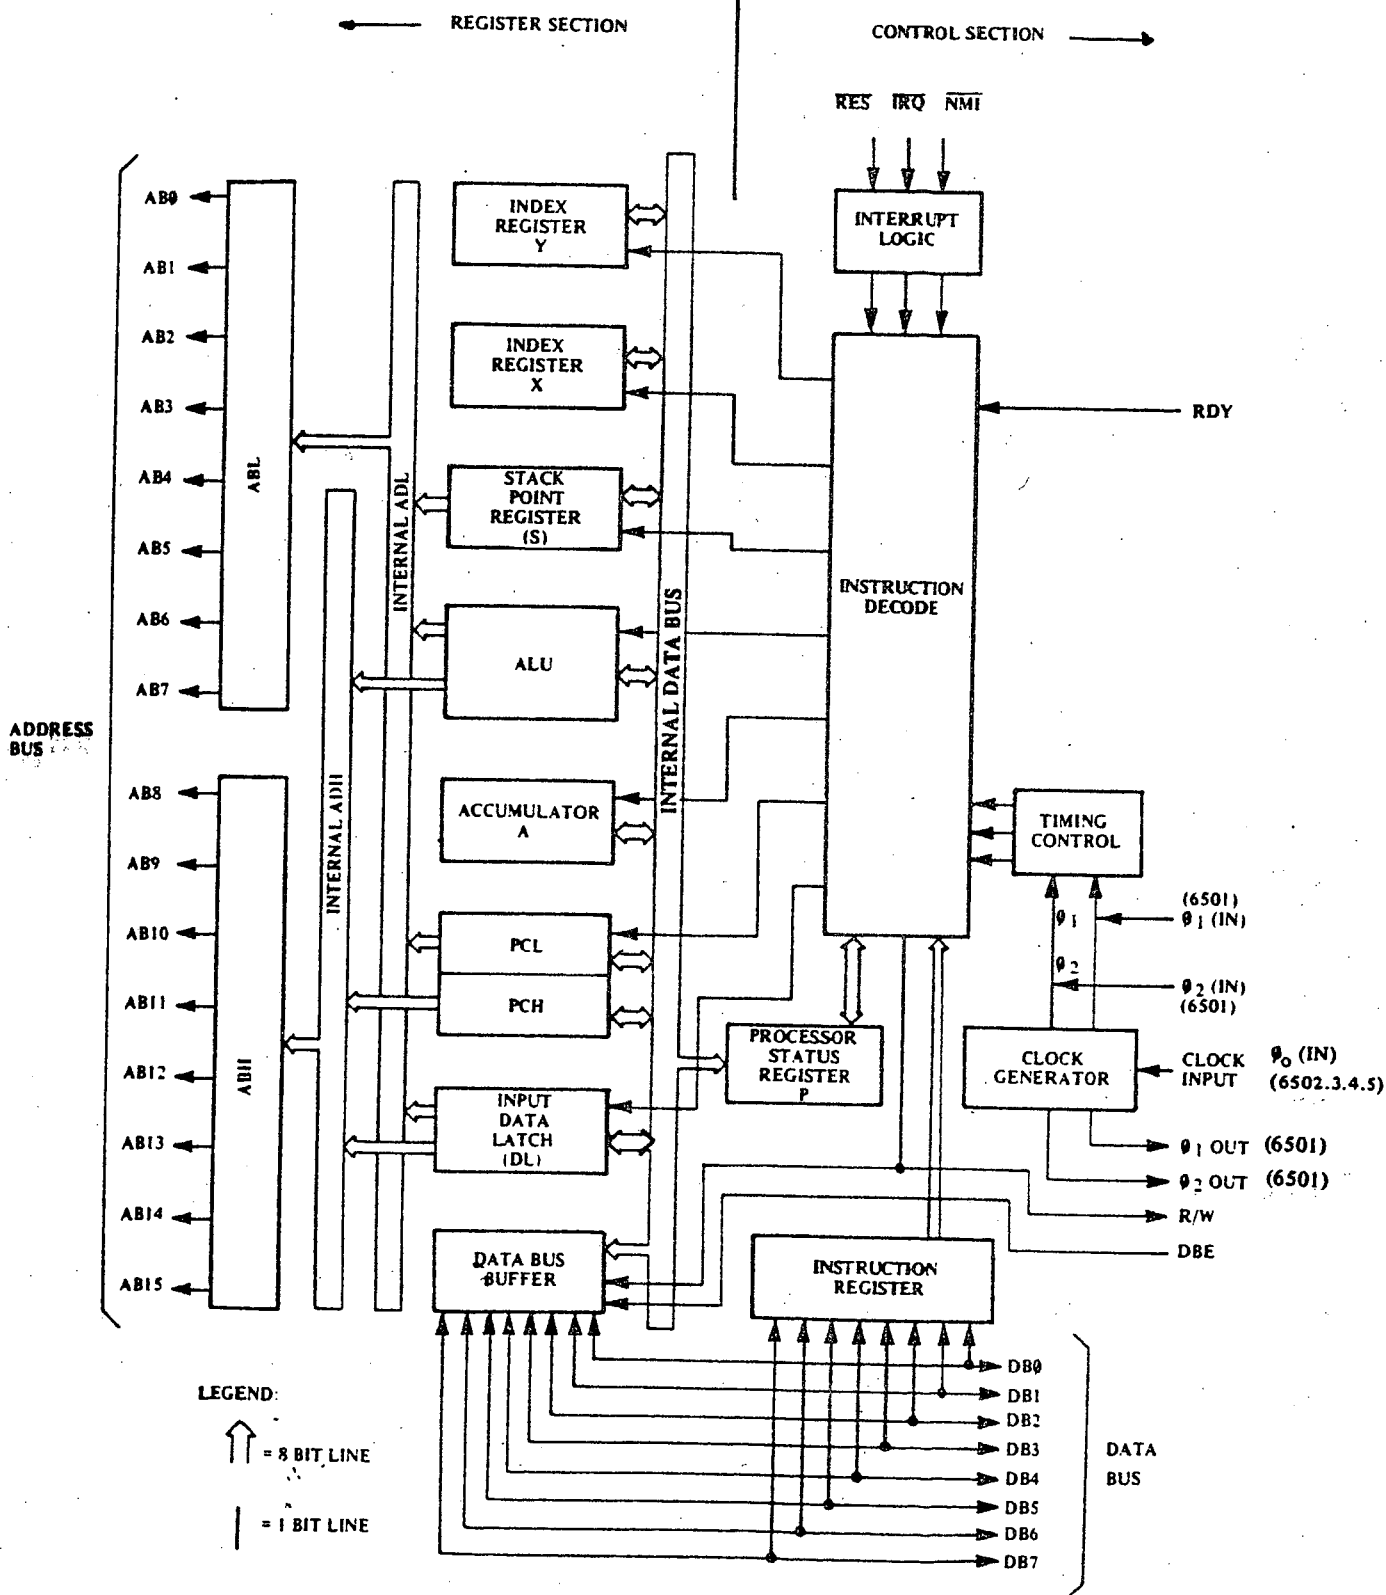 REGISTER SECTION
CONTROL SECTION
RES IRQ NMI
INTERRUPT
LOGIC
AB0
AB1
AB2
AB3
AB4
AB5
AB6
AB7
ADDRESS
BUS
AB8
AB9
AB10
AB11
AB12
AB13
AB14
AB15
ABL
ABH
INTERNAL ADH
INTERNAL ADL
INDEX
REGISTER
Y
INDEX
REGISTER
X
STACK
POINT
REGISTER
(S)
ALU
ACCUMULATOR
A
PCL
PCH
INPUT
DATA
LATCH
(DL)
DATA BUS
BUFFER
INTERNAL DATA BUS
INSTRUCTION
DECODE
RDY
TIMING
CONTROL
(6501)
ø1
ø1 (IN)
ø2
ø2 (IN)
(6501)
PROCESSOR
STATUS
REGISTER
P
CLOCK
GENERATOR
CLOCK
INPUT
øo (IN)
(6502.3.4.5)
ø1 OUT (6501)
ø2 OUT (6501)
R/W
DBE
INSTRUCTION
REGISTER
DB0
DB1
DB2
DB3
DB4
DB5
DB6
DB7
DATA
BUS
LEGEND:
= 8 BIT LINE
= 1 BIT LINE